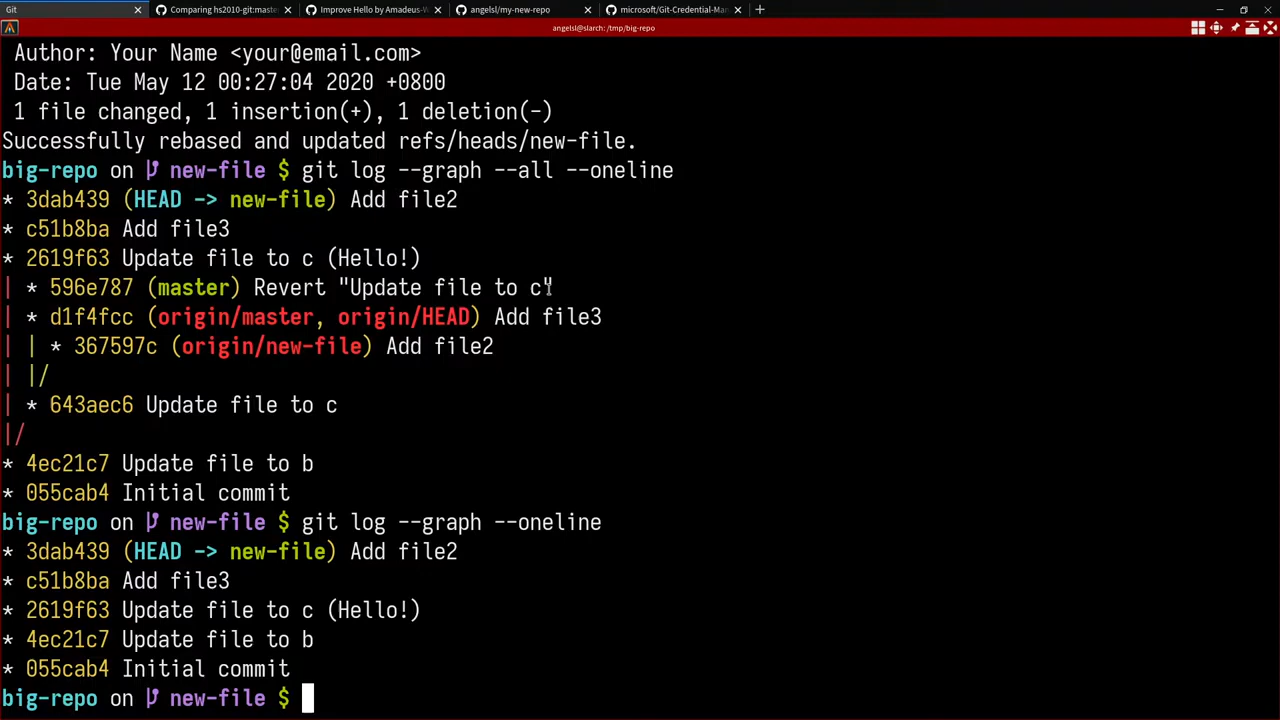 Git
Comparing hs2010-git:maste
Improve Hello by Amadeus-W
angelsl/my-new-repo
microsoft/Git-Credential-Man
angelsl@slarch: /tmp/big-repo
Author: Your Name <your@email.com>
Date: Tue May 12 00:27:04 2020 +0800
1 file changed, 1 insertion(+), 1 deletion(-)
Successfully rebased and updated refs/heads/new-file.
big-repo on new-file $ git log --graph --all --oneline
* 3dab439 (HEAD -> new-file) Add file2
* c51b8ba Add file3
* 2619f63 Update file to c (Hello!)
| * 596e787 (master) Revert "Update file to c"
| * d1f4fcc (origin/master, origin/HEAD) Add file3
| | * 367597c (origin/new-file) Add file2
| |/
| * 643aec6 Update file to c
|/
* 4ec21c7 Update file to b
* 055cab4 Initial commit
big-repo on new-file $ git log --graph --oneline
* 3dab439 (HEAD -> new-file) Add file2
* c51b8ba Add file3
* 2619f63 Update file to c (Hello!)
* 4ec21c7 Update file to b
* 055cab4 Initial commit
big-repo on new-file $